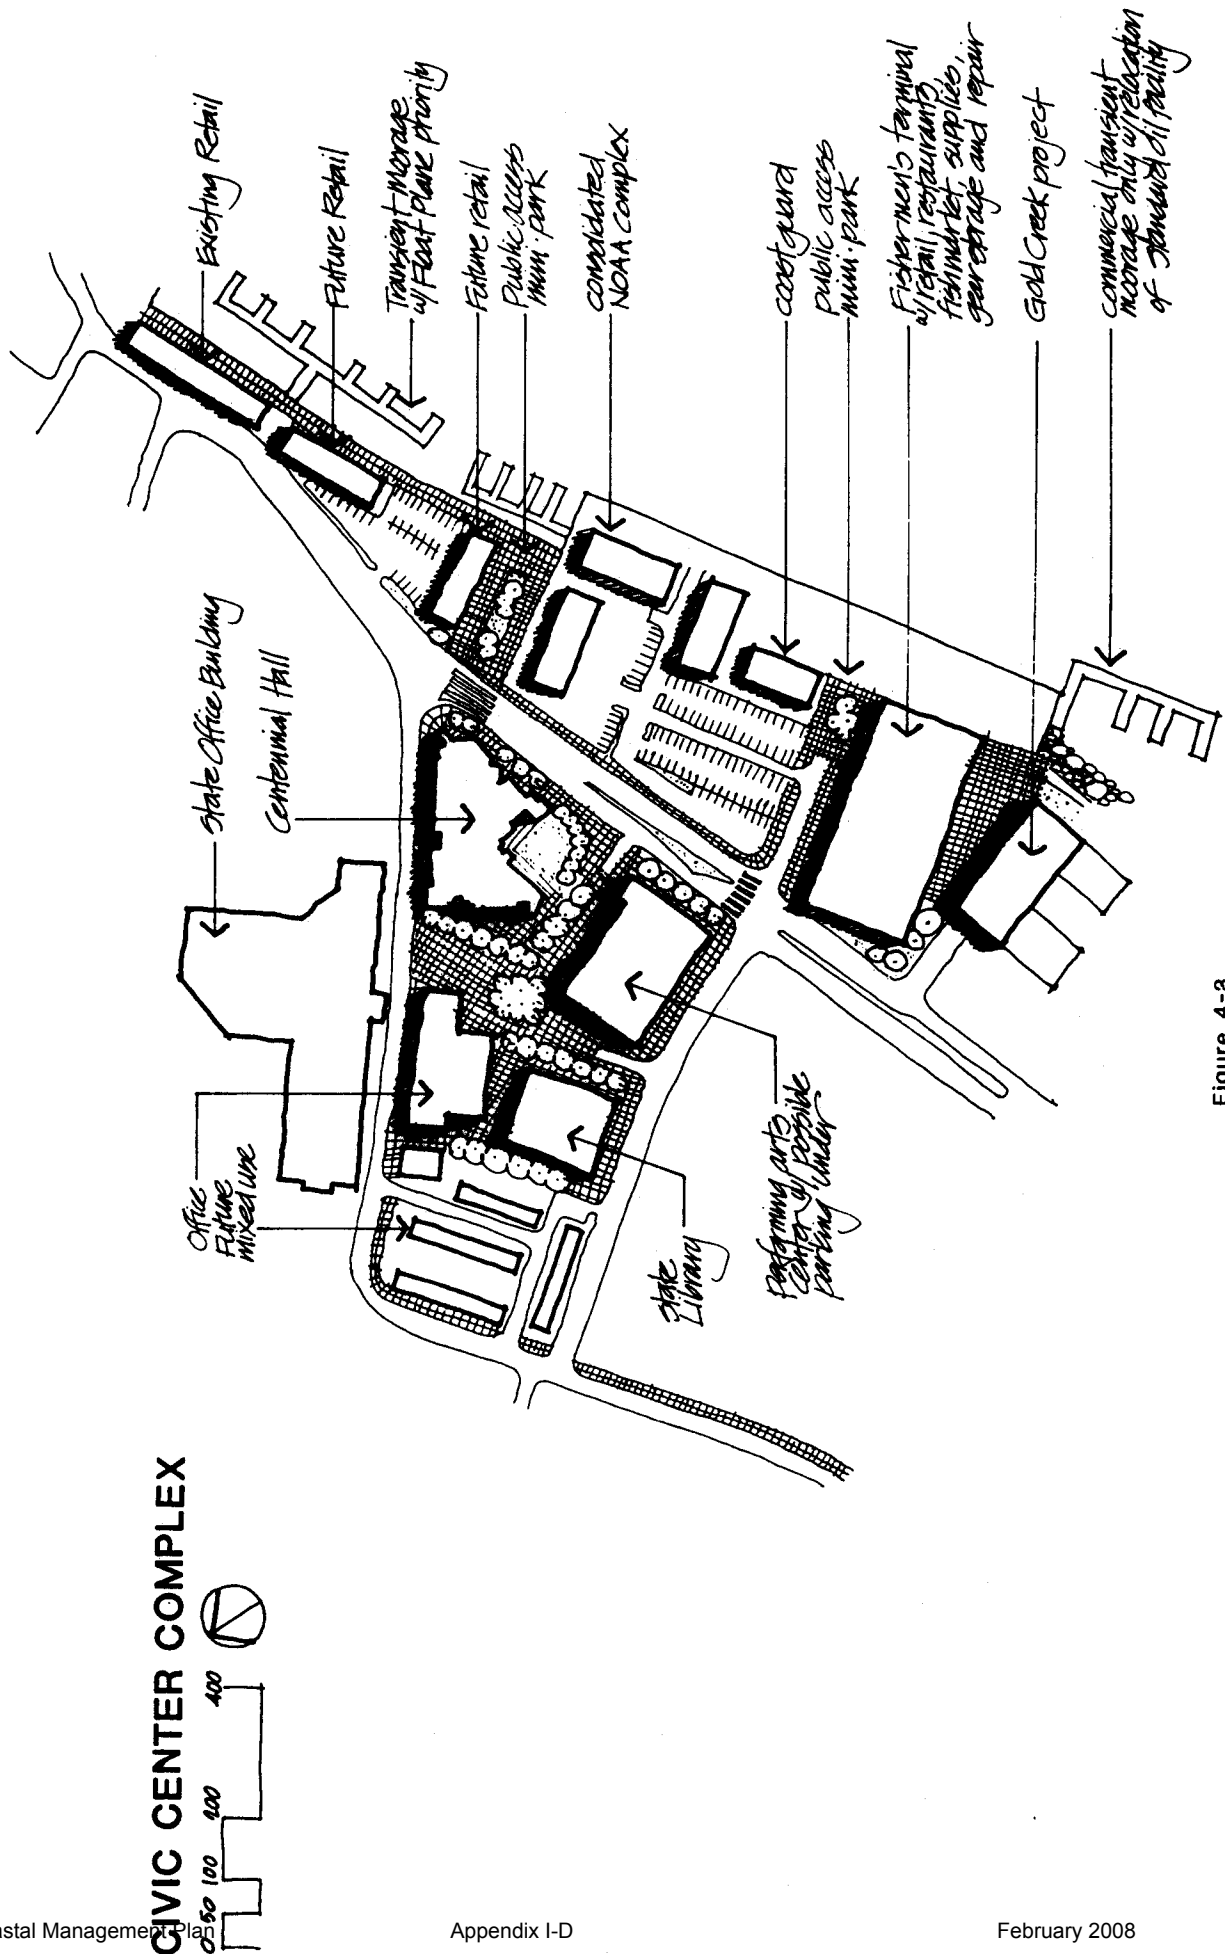 CIVIC CENTER COMPLEX
0 50 100 200 400
State Office Building
Centennial Hall
Office
Future
mixed use
State
Library
Performing arts
center w/ possible
parking under
Existing Retail
Future Retail
Transient moorage
w/ Float plane priority
Future retail
Public access
mini-park
consolidated
NOAA complex
coast guard
public access
mini-park
Fishermen's terminal
w/ retail, restaurants,
fishmarket, supplies,
gear storage and repair
Gold Creek project
commercial transient
moorage only w/ relocation
of standard oil facility
Figure 4-3
astal Management Plan
Appendix I-D
February 2008